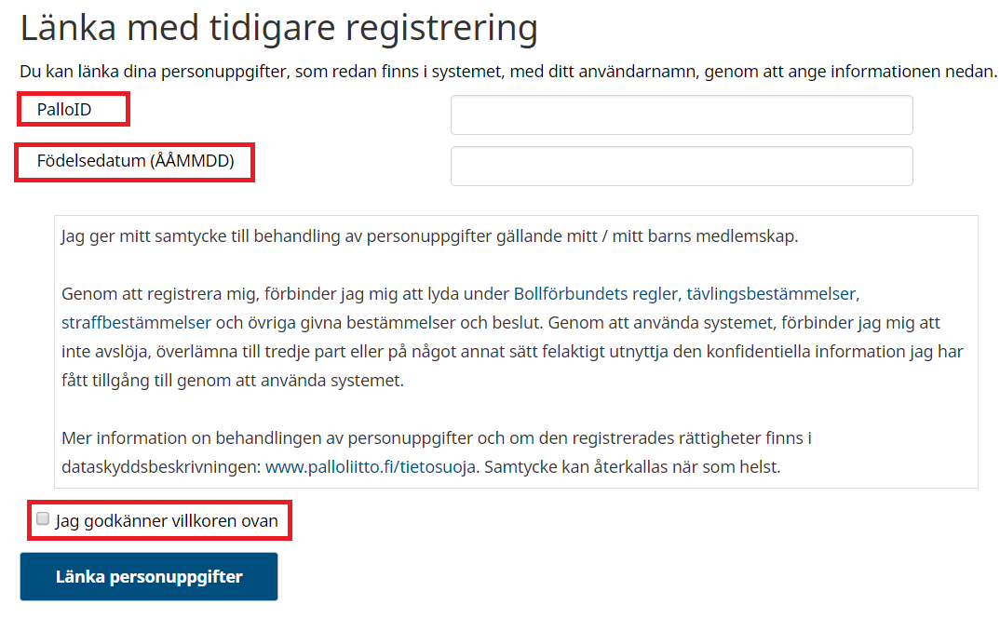 Länka med tidigare registrering
Du kan länka dina personuppgifter, som redan finns i systemet, med ditt användarnamn, genom att ange informationen nedan.
PalloID
Födelsedatum (ÅÅMMDD)
Jag ger mitt samtycke till behandling av personuppgifter gällande mitt / mitt barns medlemskap.
Genom att registrera mig, förbinder jag mig att lyda under Bollförbundets regler, tävlingsbestämmelser,
straffbestämmelser och övriga givna bestämmelser och beslut. Genom att använda systemet, förbinder jag mig att
inte avslöja, överlämna till tredje part eller på något annat sätt felaktigt utnyttja den konfidentiella information jag har
fått tillgång till genom att använda systemet.
Mer information on behandlingen av personuppgifter och om den registrerades rättigheter finns i
dataskyddsbeskrivningen: www.palloliitto.fi/tietosuoja. Samtycke kan återkallas när som helst.
Jag godkänner villkoren ovan
Länka personuppgifter